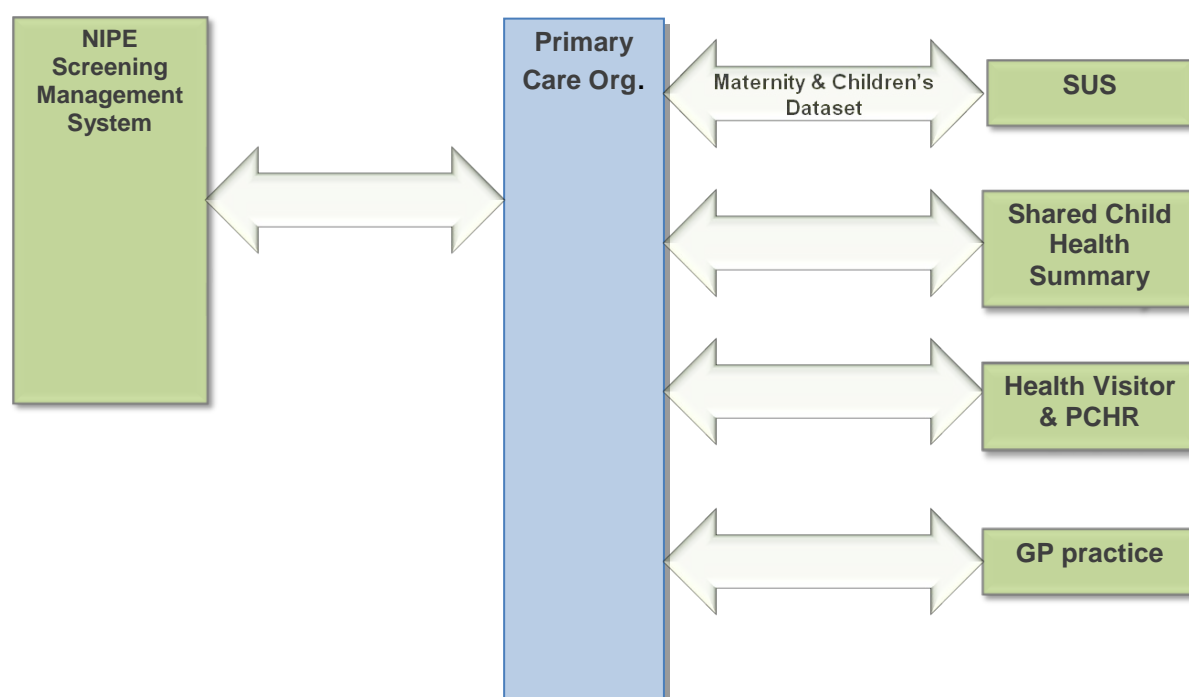 NIPE
Screening
Management
System
Primary
Care Org.
Maternity & Children's
Dataset
SUS
Shared Child
Health
Summary
Health Visitor
& PCHR
GP practice